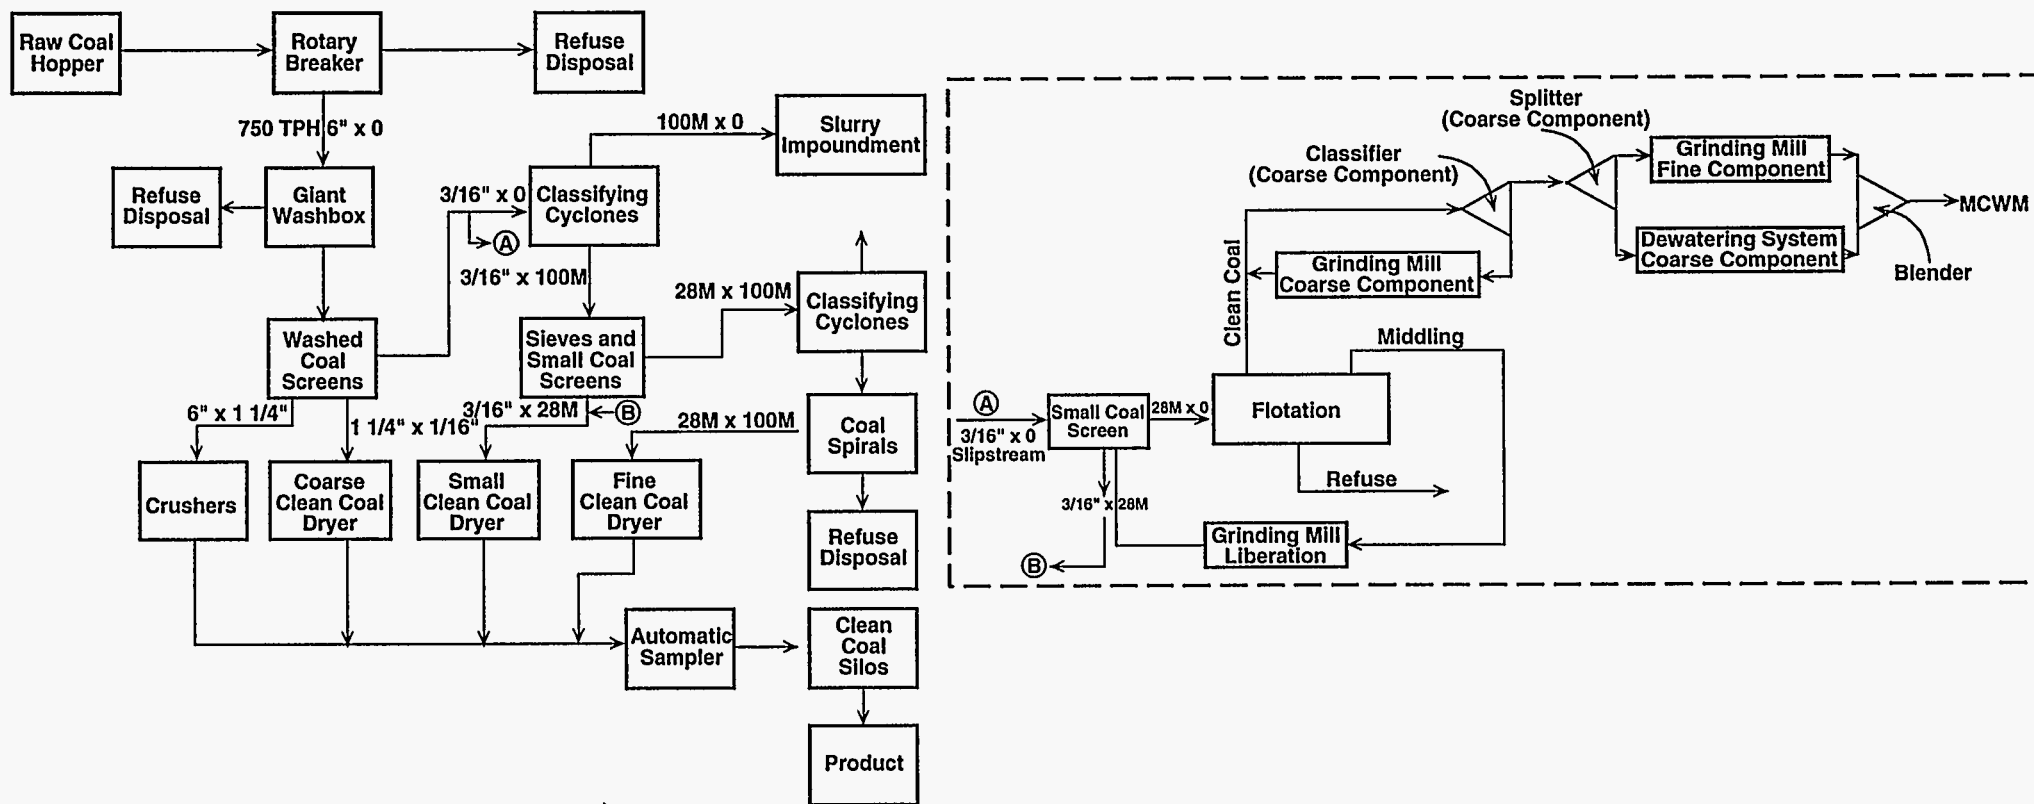 Raw Coal
Hopper
Rotary
Breaker
Refuse
Disposal
750 TPH 6" x 0
Refuse
Disposal
Giant
Washbox
3/16" x 0
A
Classifying
Cyclones
100M x 0
Slurry
Impoundment
3/16" x 100M
Washed
Coal
Screens
Sieves and
Small Coal
Screens
28M x 100M
Classifying
Cyclones
6" x 1 1/4"
1 1/4" x 1/16"
3/16" x 28M
B
28M x 100M
Coal
Spirals
Crushers
Coarse
Clean Coal
Dryer
Small
Clean Coal
Dryer
Fine
Clean Coal
Dryer
Refuse
Disposal
Automatic
Sampler
Clean
Coal
Silos
Product
Splitter
(Coarse Component)
Classifier
(Coarse Component)
Grinding Mill
Fine Component
MCWM
Dewatering System
Coarse Component
Blender
Grinding Mill
Coarse Component
Clean Coal
Middling
A
3/16" x 0
Slipstream
Small Coal
Screen
28M x 0
Flotation
Refuse
3/16" x 28M
B
Grinding Mill
Liberation